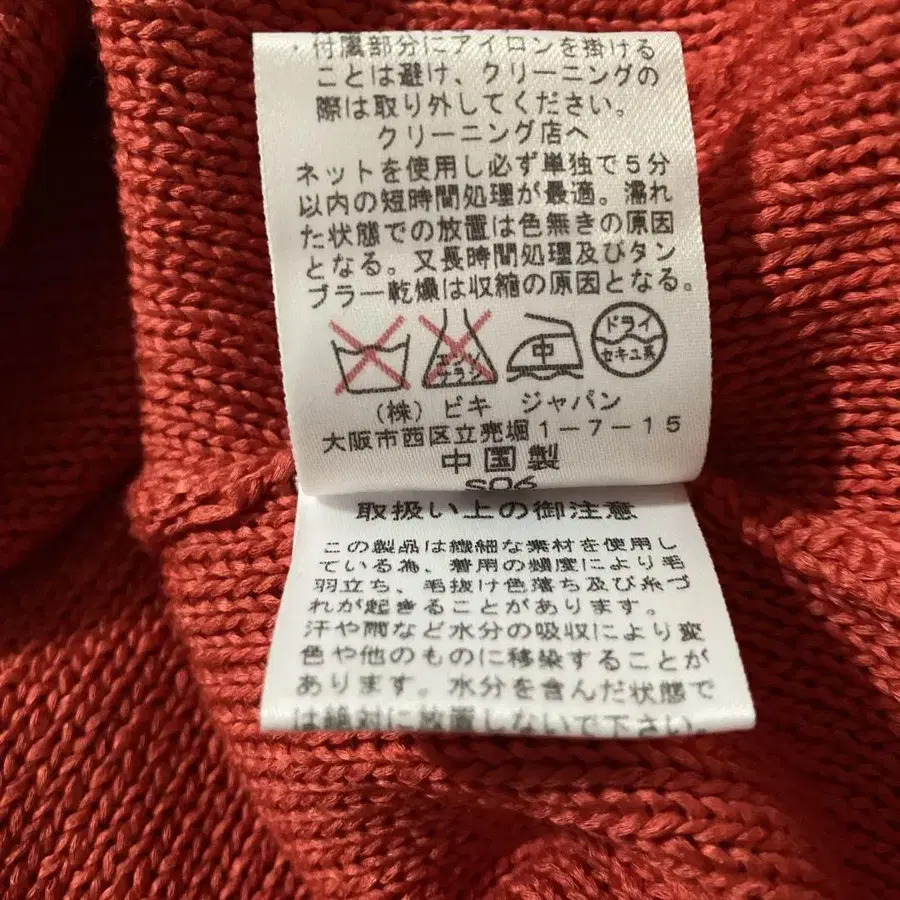 ・付属部分にアイロンを掛ける
ことは避け、クリーニングの
際は取り外してください。
クリーニング店へ
ネットを使用し必ず単独で5分
以内の短時間処理が最適。濡れ
た状態での放置は色無きの原因
となる。又長時間処理及びタン
ブラー乾燥は収縮の原因となる。
エンソ
サラシ
中
ドライ
セキユ系
(株) ビキ ジャパン
大阪市西区立売堀1-7-15
中国製
S06
取扱い上の御注意
この製品は繊細な素材を使用し
ている為、着用の頻度により毛
羽立ち、毛抜け色落ち及び糸づ
れが起きることがあります。
汗や雨など水分の吸収により変
色や他のものに移染することが
あります。水分を含んだ状態で
は絶対に放置しないで下さい。